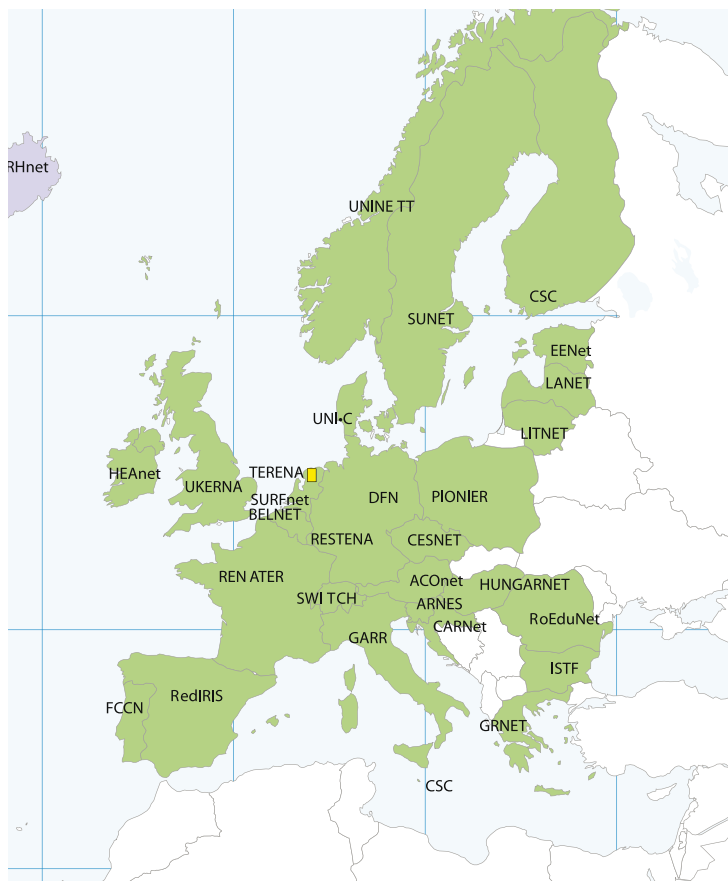 RHnet
UNINE TT
CSC
SUNET
EENet
LANET
UNI•C
LITNET
HEAnet
TERENA
UKERNA
SURFnet
DFN
PIONIER
BELNET
RESTENA
CESNET
REN ATER
ACOnet
HUNGARNET
SWI TCH
ARNES
RoEduNet
CARNet
GARR
ISTF
RedIRIS
FCCN
GRNET
CSC